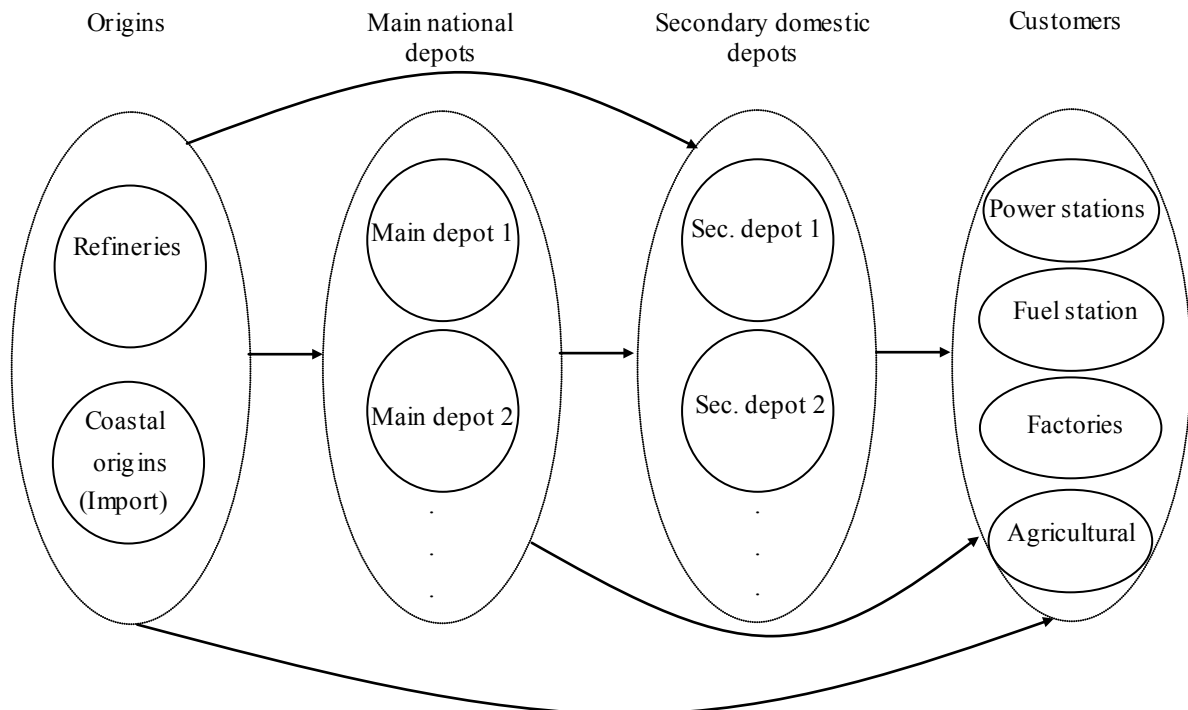 Origins
Main national
depots
Secondary domestic
depots
Customers
Refineries
Coastal
origins
(Import)
Main depot 1
Main depot 2
.
.
.
Sec. depot 1
Sec. depot 2
.
.
.
Power stations
Fuel station
Factories
Agricultural